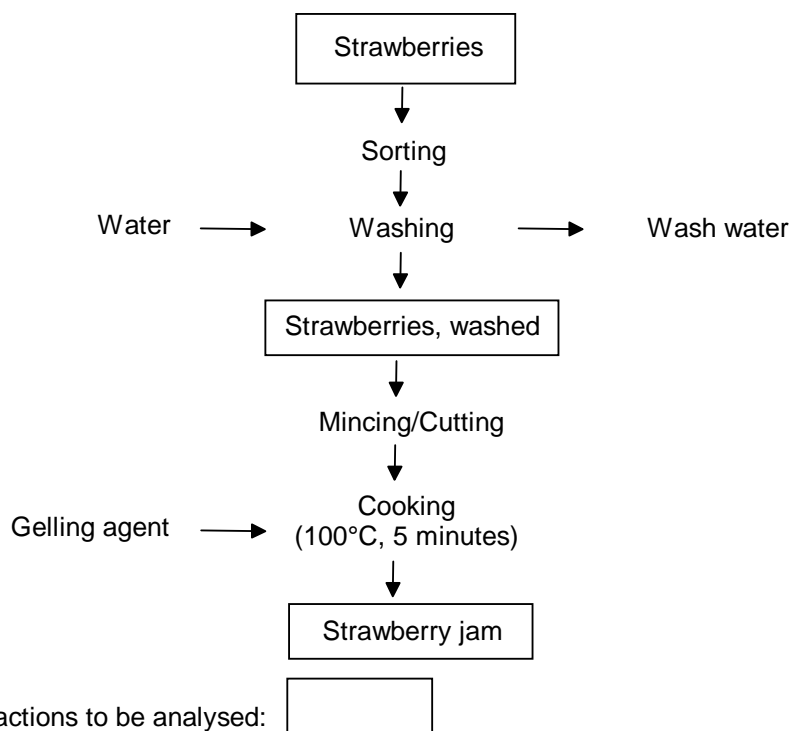 Strawberries
Sorting
Water
Washing
Wash water
Strawberries, washed
Mincing/Cutting
Gelling agent
Cooking
(100°C, 5 minutes)
Strawberry jam
actions to be analysed: